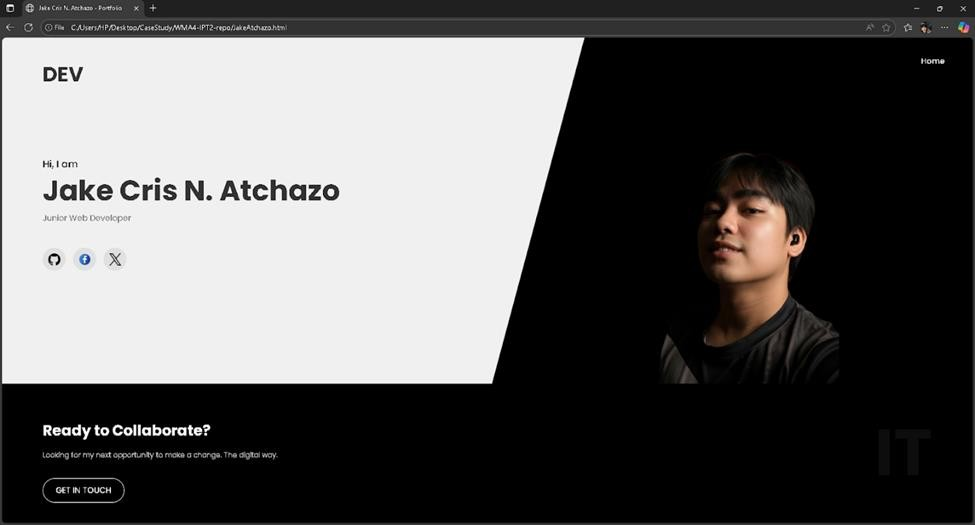 Jake Cris N. Atchazo - Portfolio
File C:/Users/HP/Desktop/CaseStudy/WMA4-IPT2-repo/JakeAtchazo.html
DEV
Home
Hi, I am
Jake Cris N. Atchazo
Junior Web Developer
Ready to Collaborate?
Looking for my next opportunity to make a change. The digital way.
IT
GET IN TOUCH